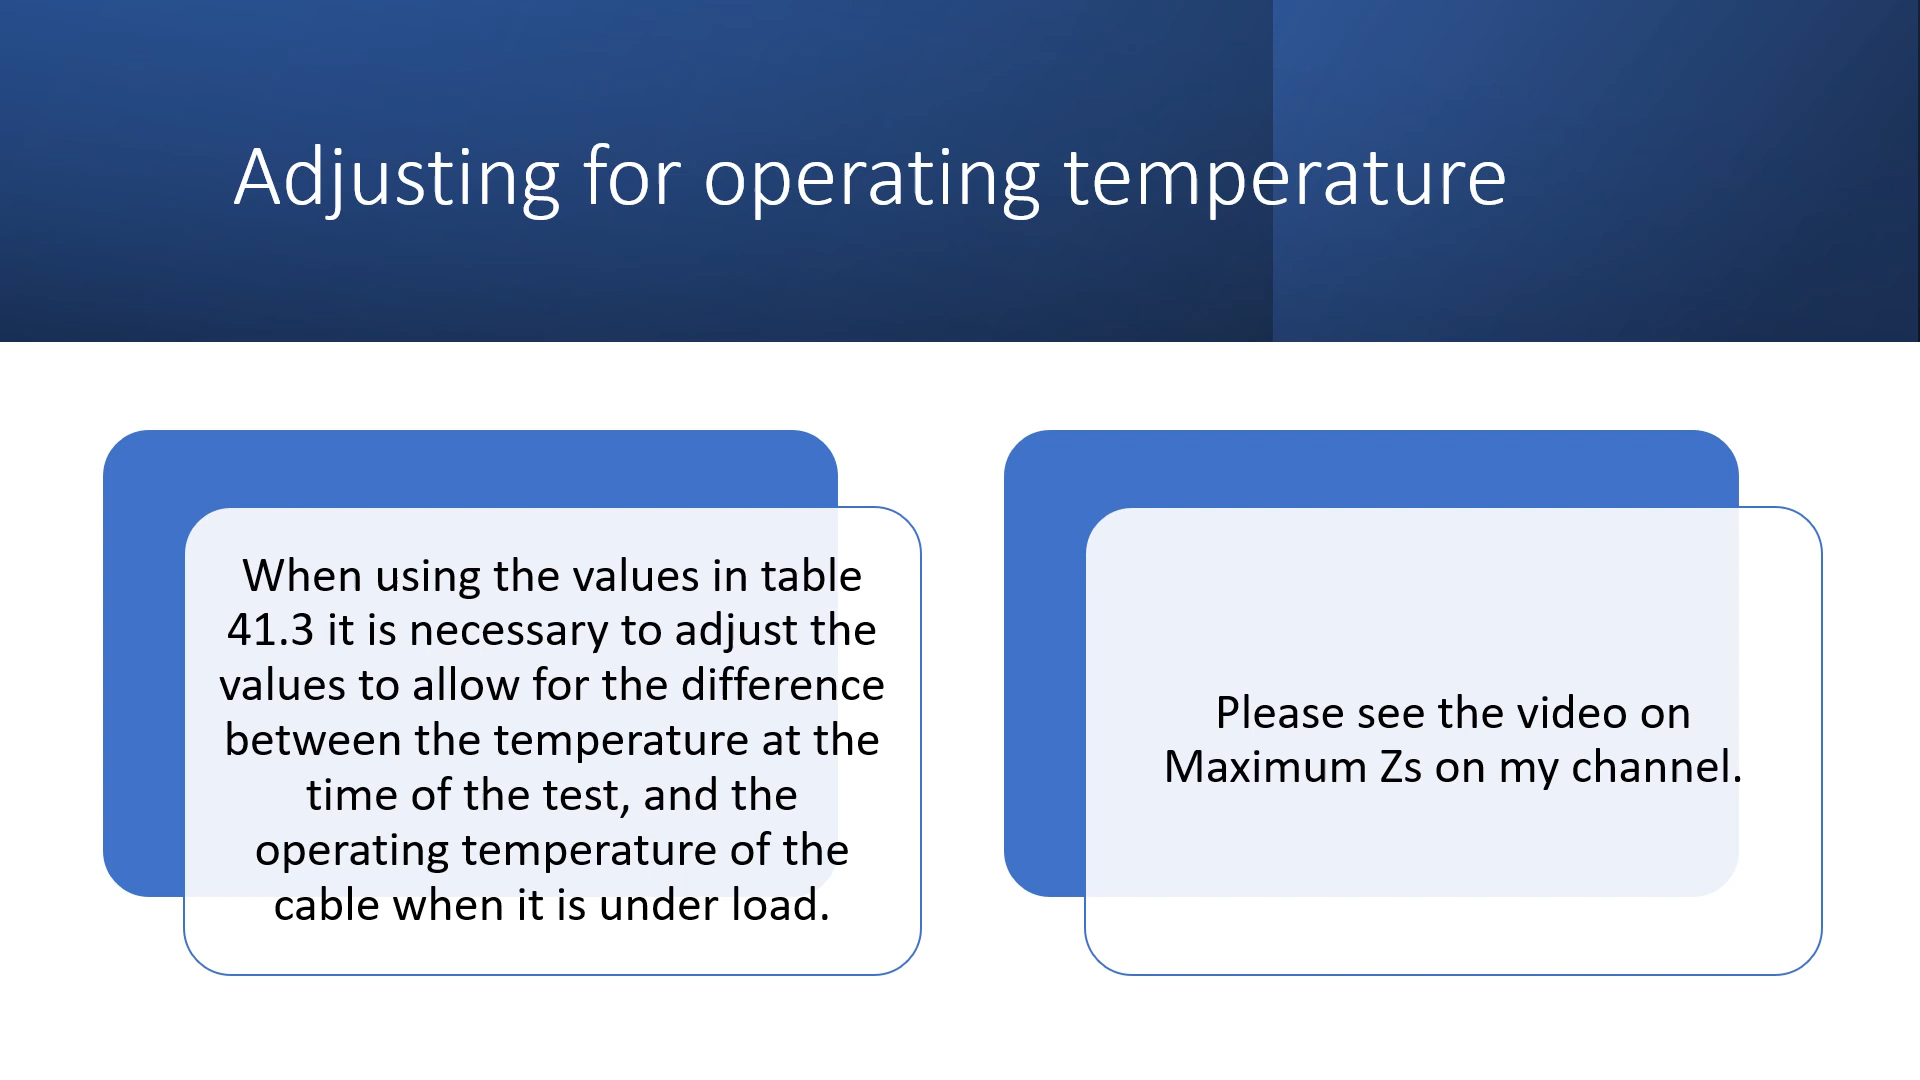 Adjusting for operating temperature
When using the values in table
41.3 it is necessary to adjust the
values to allow for the difference
between the temperature at the
time of the test, and the
operating temperature of the
cable when it is under load.
Please see the video on
Maximum Zs on my channel.